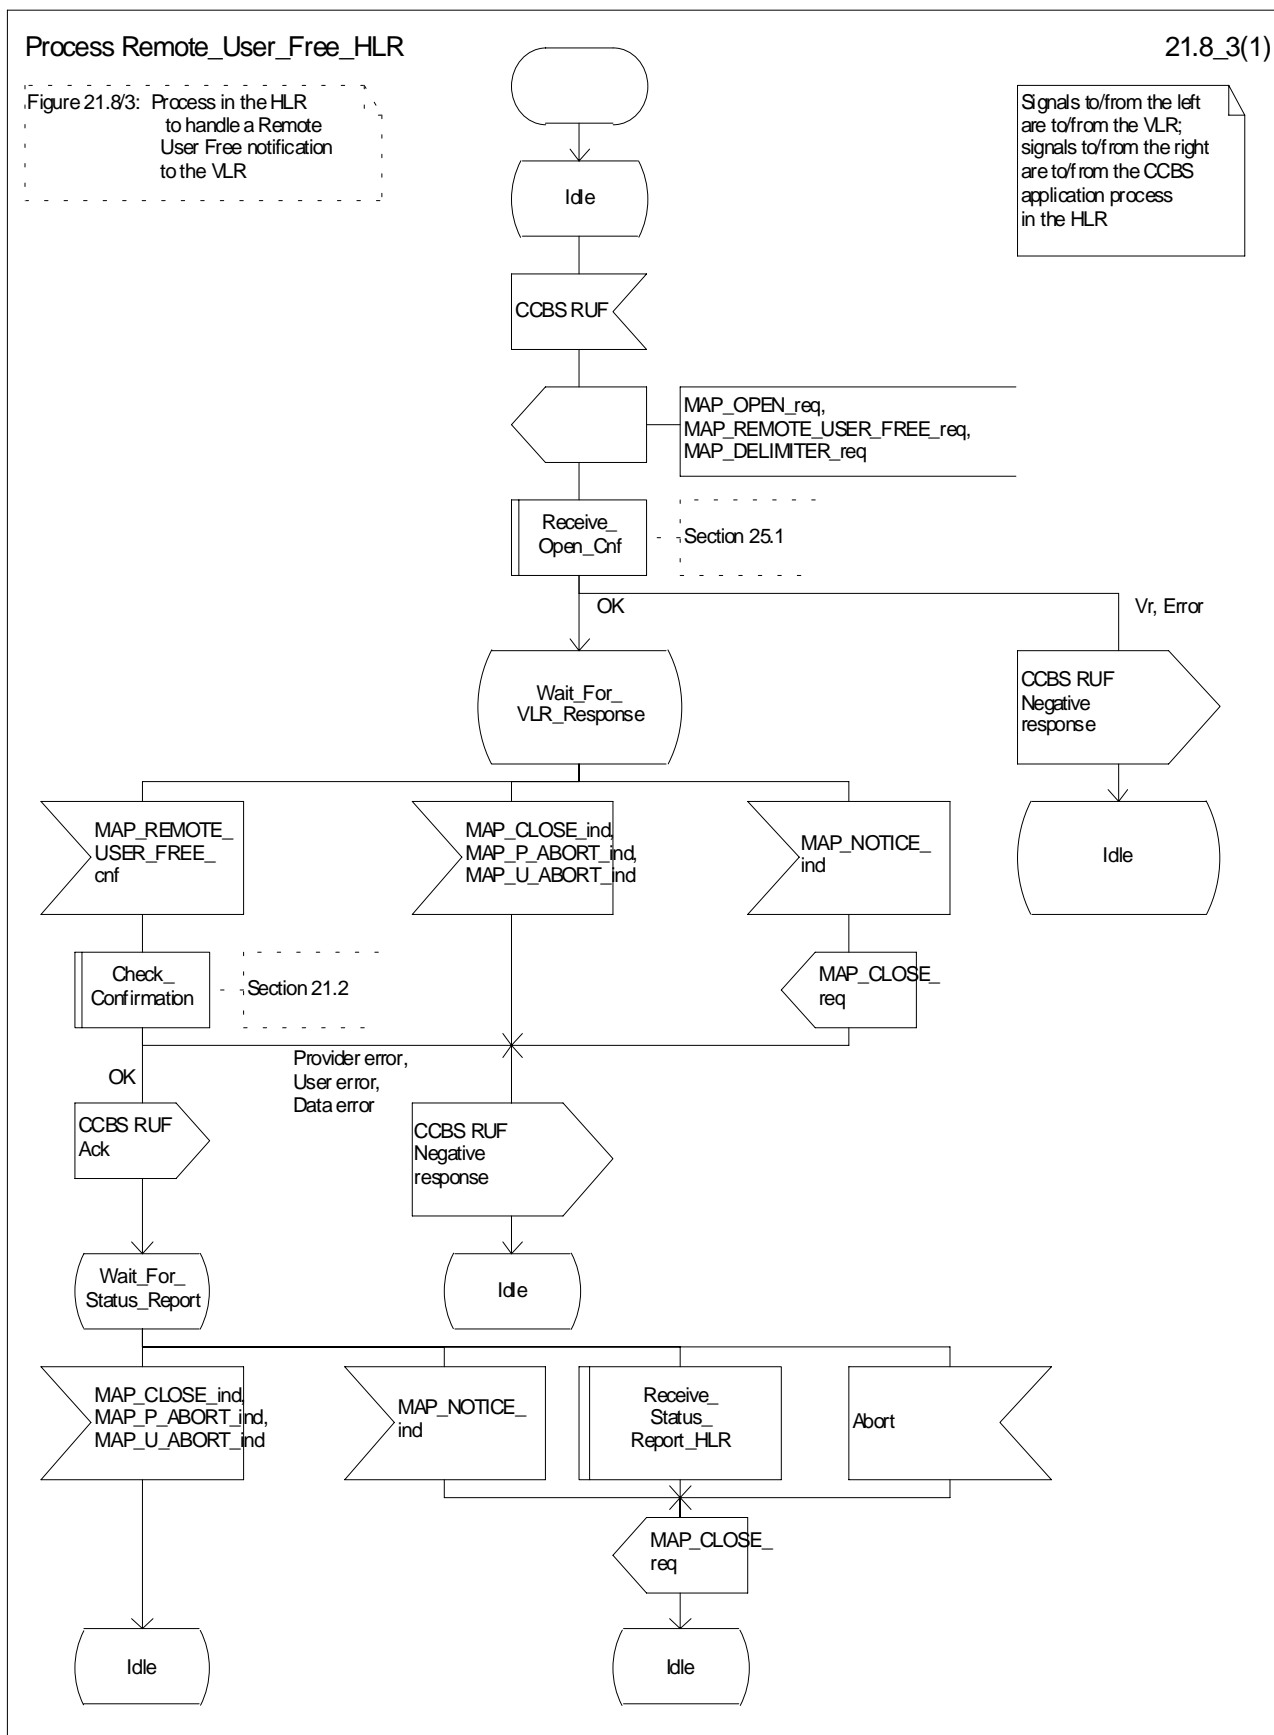 Process Remote_User_Free_HLR
21.8_3(1)
Figure 21.8/3: Process in the HLR
to handle a Remote
User Free notification
to the VLR
Signals to/from the left
are to/from the VLR;
signals to/from the right
are to/from the CCBS
application process
in the HLR
Idle
CCBS RUF
MAP_OPEN_req,
MAP_REMOTE_USER_FREE_req,
MAP_DELIMITER_req
Receive_
Open_Cnf
Section 25.1
OK
Vr, Error
Wait_For_
VLR_Response
CCBS RUF
Negative
response
MAP_REMOTE_
USER_FREE_
cnf
MAP_CLOSE_ind,
MAP_P_ABORT_ind,
MAP_U_ABORT_ind
MAP_NOTICE_
ind
Idle
Check_
Confirmation
Section 21.2
MAP_CLOSE_
req
Provider error,
User error,
Data error
OK
CCBS RUF
Ack
CCBS RUF
Negative
response
Wait_For_
Status_Report
Idle
MAP_CLOSE_ind,
MAP_P_ABORT_ind,
MAP_U_ABORT_ind
MAP_NOTICE_
ind
Receive_
Status_
Report_HLR
Abort
MAP_CLOSE_
req
Idle
Idle